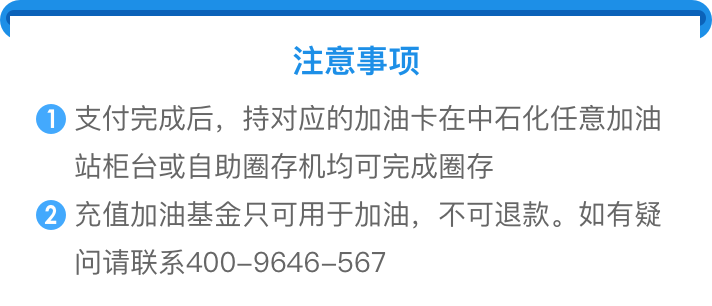 注意事项
1 支付完成后，持对应的加油卡在中石化任意加油
站柜台或自助圈存机均可完成圈存
2 充值加油基金只可用于加油，不可退款。如有疑
问请联系400-9646-567